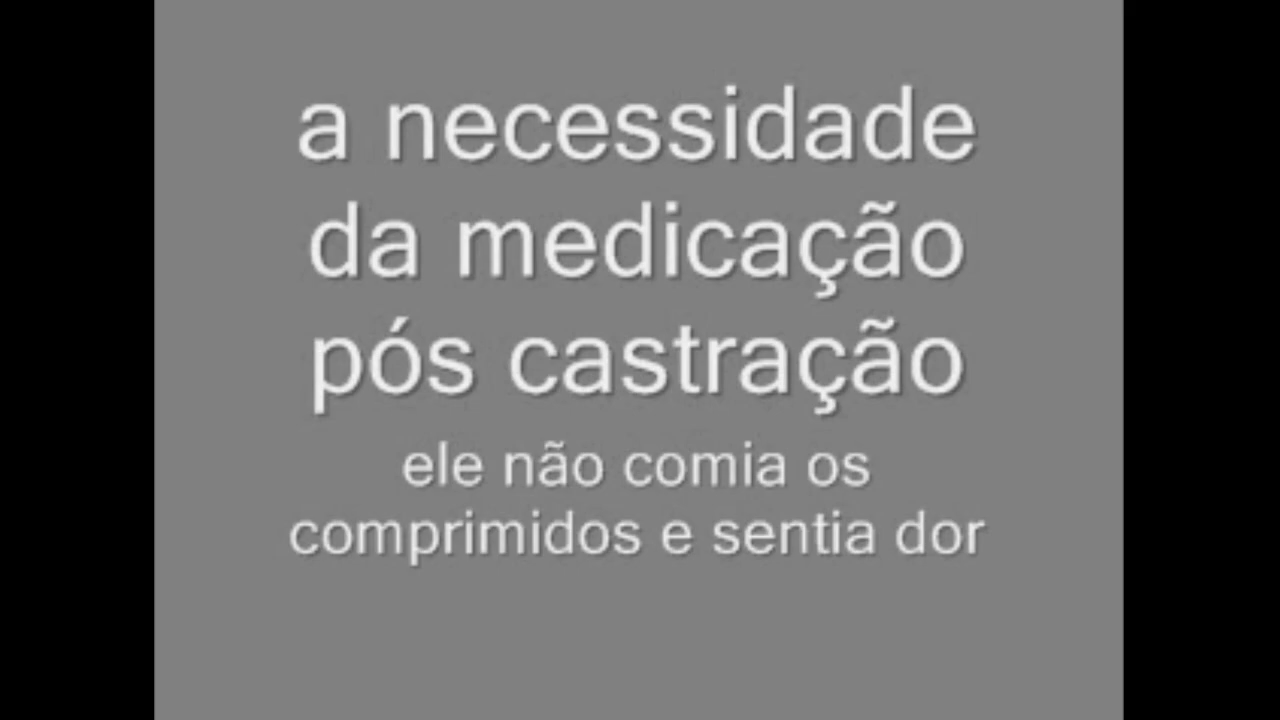 a necessidade
da medicação
pós castração
ele não comia os
comprimidos e sentia dor